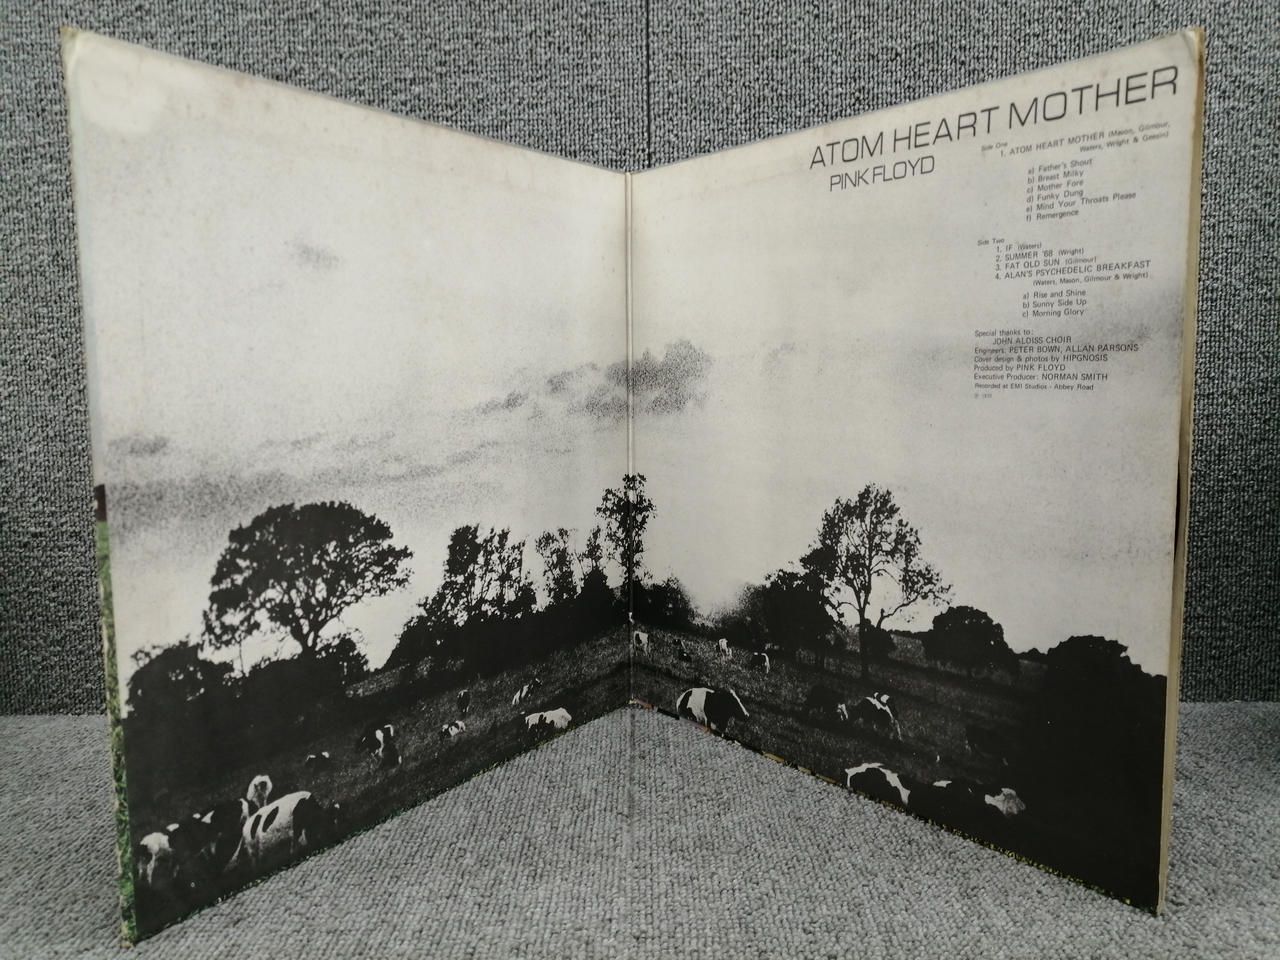 ATOM HEART MOTHER
PINK FLOYD
Side One
1. ATOM HEART MOTHER (Mason, Gilmour,
Waters, Wright & Geesin)
a) Father's Shout
b) Breast Milky
c) Mother Fore
d) Funky Dung
e) Mind Your Throats Please
f) Remergence
Side Two
1. IF (Waters)
2. SUMMER '68 (Wright)
3. FAT OLD SUN (Gilmour)
4. ALAN'S PSYCHEDELIC BREAKFAST
(Waters, Mason, Gilmour & Wright)
a) Rise and Shine
b) Sunny Side Up
c) Morning Glory
Special thanks to:
JOHN ALDISS CHOIR
Engineers: PETER BOWN, ALLAN PARSONS
Cover design & photos by HIPGNOSIS
Produced by PINK FLOYD
Executive Producer: NORMAN SMITH
Recorded at EMI Studios - Abbey Road
℗ 1970